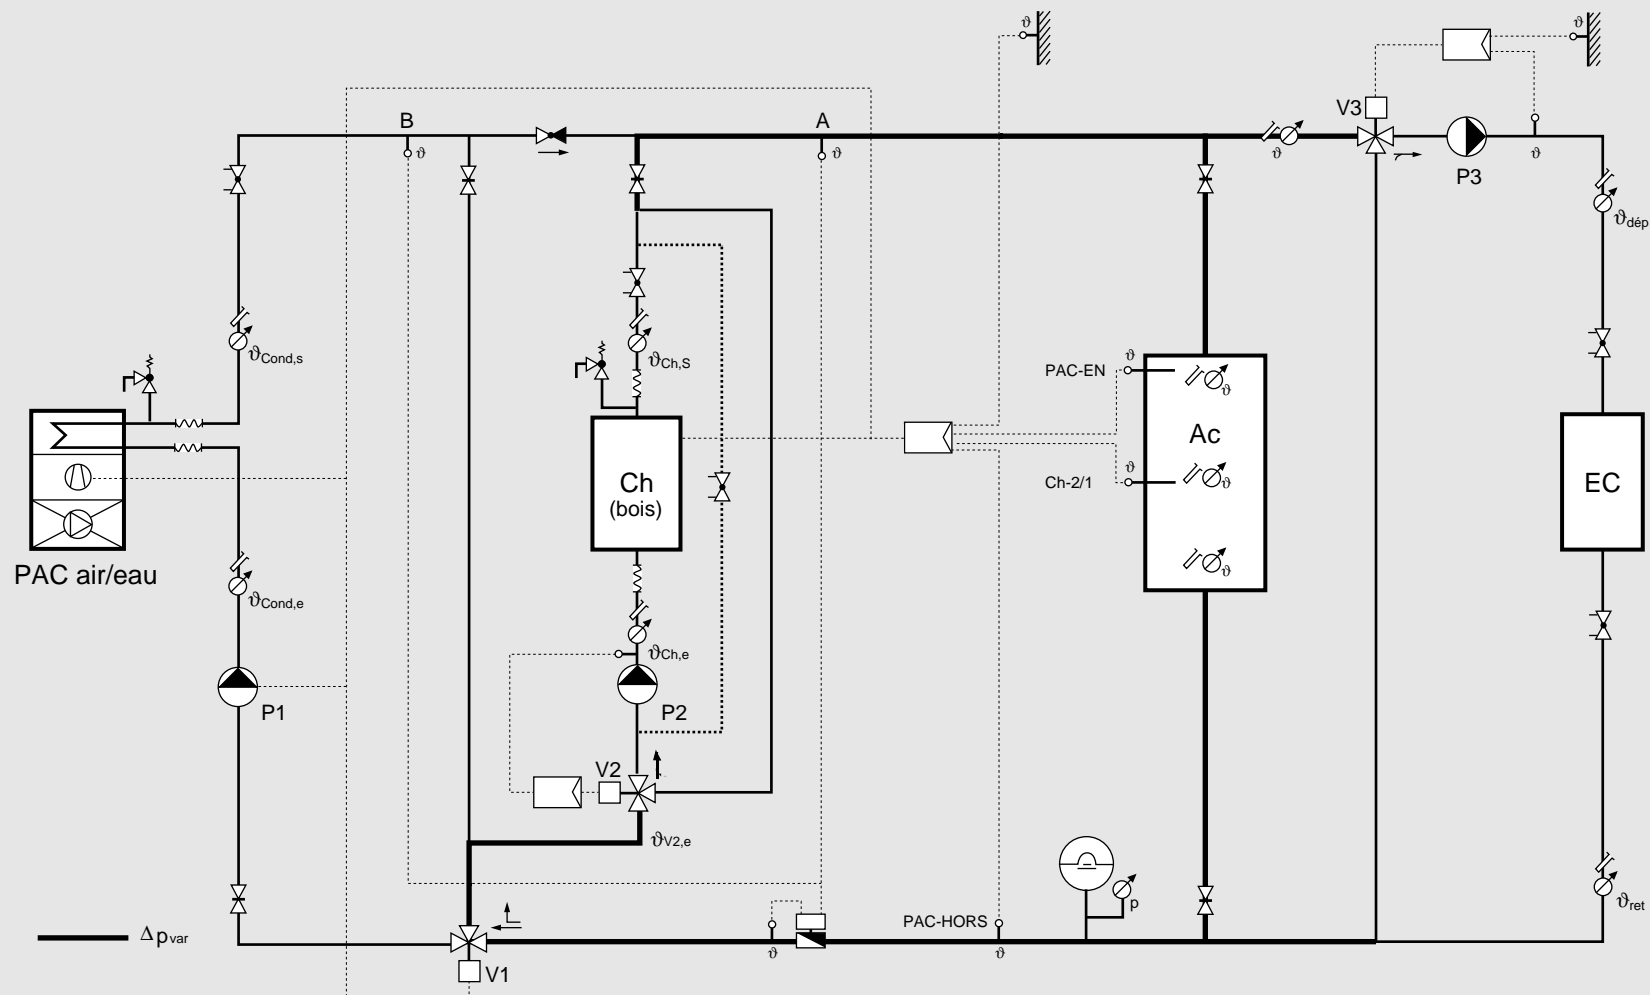 ϑ
ϑ
B
A
V3
ϑ
ϑ
ϑ
ϑ
P3
ϑdép
ϑCond,s
ϑCh,S
PAC-EN
ϑ
ϑ
Ac
Ch
(bois)
ϑ
Ch-2/1
ϑ
EC
ϑ
PAC air/eau
ϑCond,e
ϑCh,e
P1
P2
V2
ϑV2,e
p
ϑret
PAC-HORS
Δpvar
ϑ
ϑ
V1